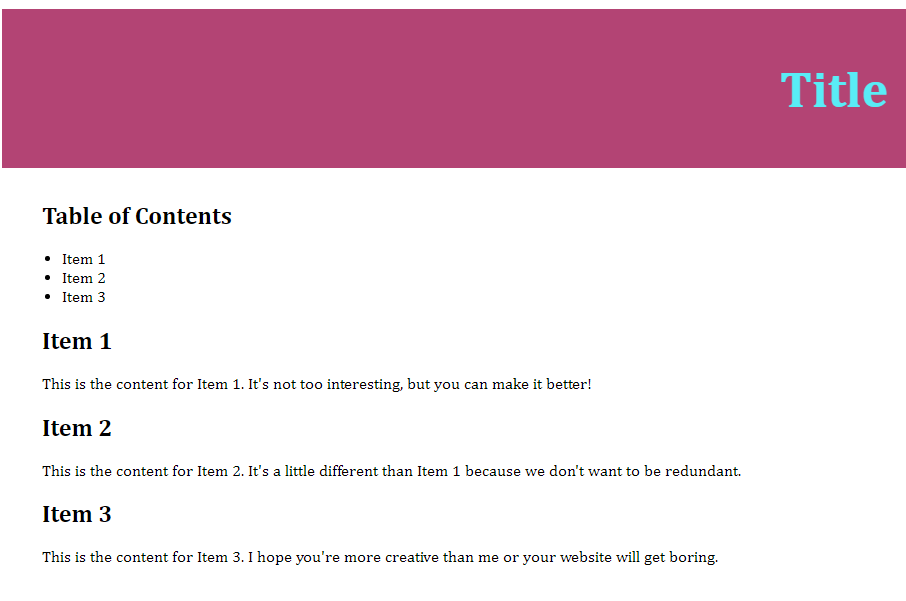 Title
Table of Contents
Item 1
Item 2
Item 3
Item 1
This is the content for Item 1. It's not too interesting, but you can make it better!
Item 2
This is the content for Item 2. It's a little different than Item 1 because we don't want to be redundant.
Item 3
This is the content for Item 3. I hope you're more creative than me or your website will get boring.